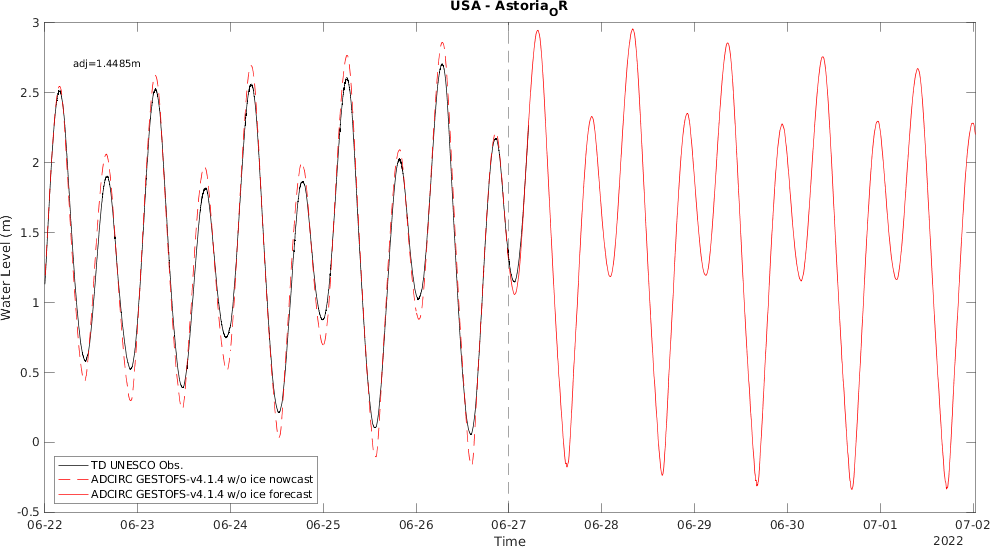 USA - Astoria_OR
adj=1.4485m
3
2.5
2
1.5
1
0.5
0
-0.5
Water Level (m)
TD UNESCO Obs.
ADCIRC GESTOFS-v4.1.4 w/o ice nowcast
ADCIRC GESTOFS-v4.1.4 w/o ice forecast
06-22 06-23 06-24 06-25 06-26 06-27 06-28 06-29 06-30 07-01 07-02
Time
2022